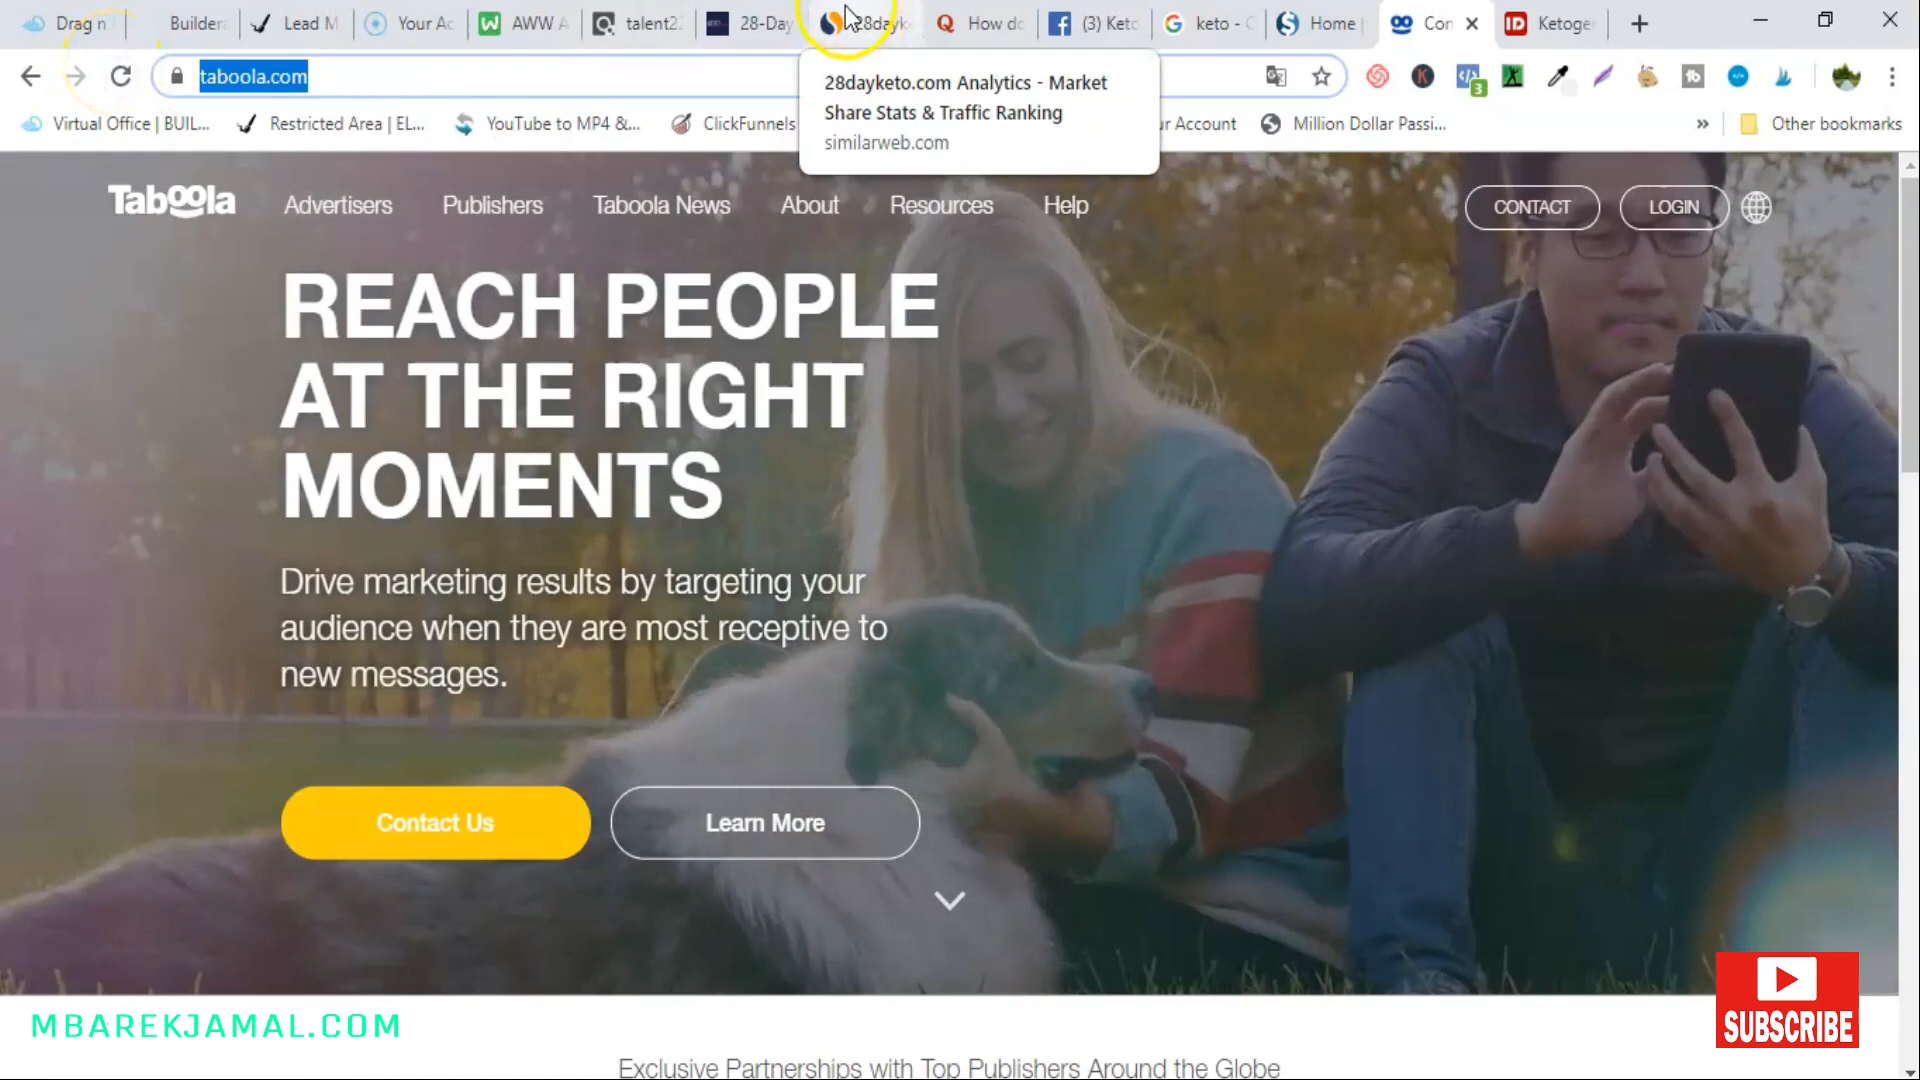 Drag n
Builder
Lead M
Your Ac
AWW A
talent2
28-Day
28dayke
How do
(3) Keto
keto - G
Home
Con
Ketoge
taboola.com
28dayketo.com Analytics - Market
Share Stats & Traffic Ranking
similarweb.com
3
Virtual Office | BUIL...
Restricted Area | EL...
YouTube to MP4 &...
ClickFunnels
ur Account
Million Dollar Passi...
Other bookmarks
Taboola
Advertisers
Publishers
Taboola News
About
Resources
Help
CONTACT
LOGIN
REACH PEOPLE
AT THE RIGHT
MOMENTS
Drive marketing results by targeting your
audience when they are most receptive to
new messages.
Contact Us
Learn More
MBAREKJAMAL.COM
SUBSCRIBE
Exclusive Partnerships with Top Publishers Around the Globe